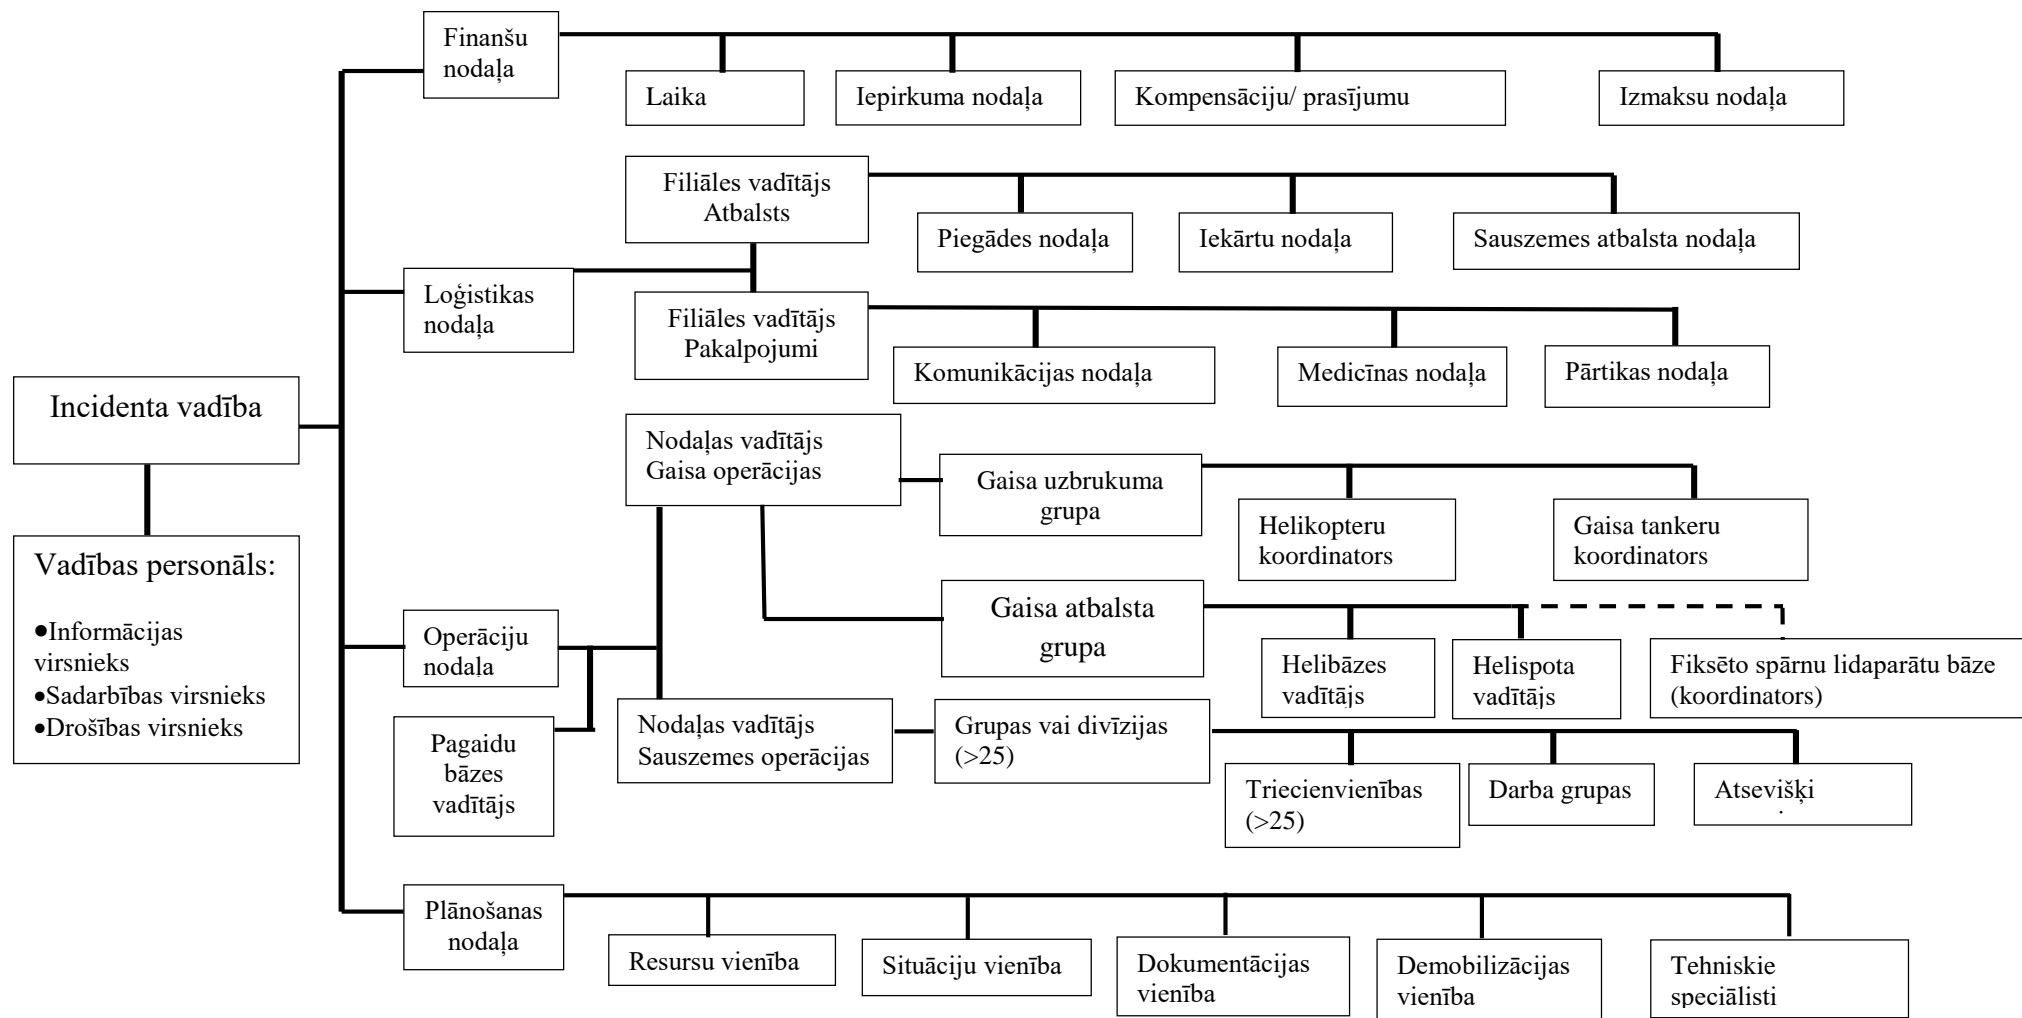 Finanšu
nodaļa
Laika
Iepirkuma nodaļa
Kompensāciju/ prasījumu
Izmaksu nodaļa
Filiāles vadītājs
Atbalsts
Piegādes nodaļa
Iekārtu nodaļa
Sauszemes atbalsta nodaļa
Loģistikas
nodaļa
Filiāles vadītājs
Pakalpojumi
Komunikācijas nodaļa
Medicīnas nodaļa
Pārtikas nodaļa
Incidenta vadība
Vadības personāls:
•Informācijas
virsnieks
•Sadarbības virsnieks
•Drošības virsnieks
Nodaļas vadītājs
Gaisa operācijas
Gaisa uzbrukuma
grupa
Helikopteru
koordinators
Gaisa tankeru
koordinators
Gaisa atbalsta
grupa
Helibāzes
vadītājs
Helispota
vadītājs
Fiksēto spārnu lidaparātu bāze
(koordinators)
Operāciju
nodaļa
Pagaidu
bāzes
vadītājs
Nodaļas vadītājs
Sauszemes operācijas
Grupas vai divīzijas
(>25)
Triecienvienības
(>25)
Darba grupas
Atsevišķi
Plānošanas
nodaļa
Resursu vienība
Situāciju vienība
Dokumentācijas
vienība
Demobilizācijas
vienība
Tehniskie
speciālisti